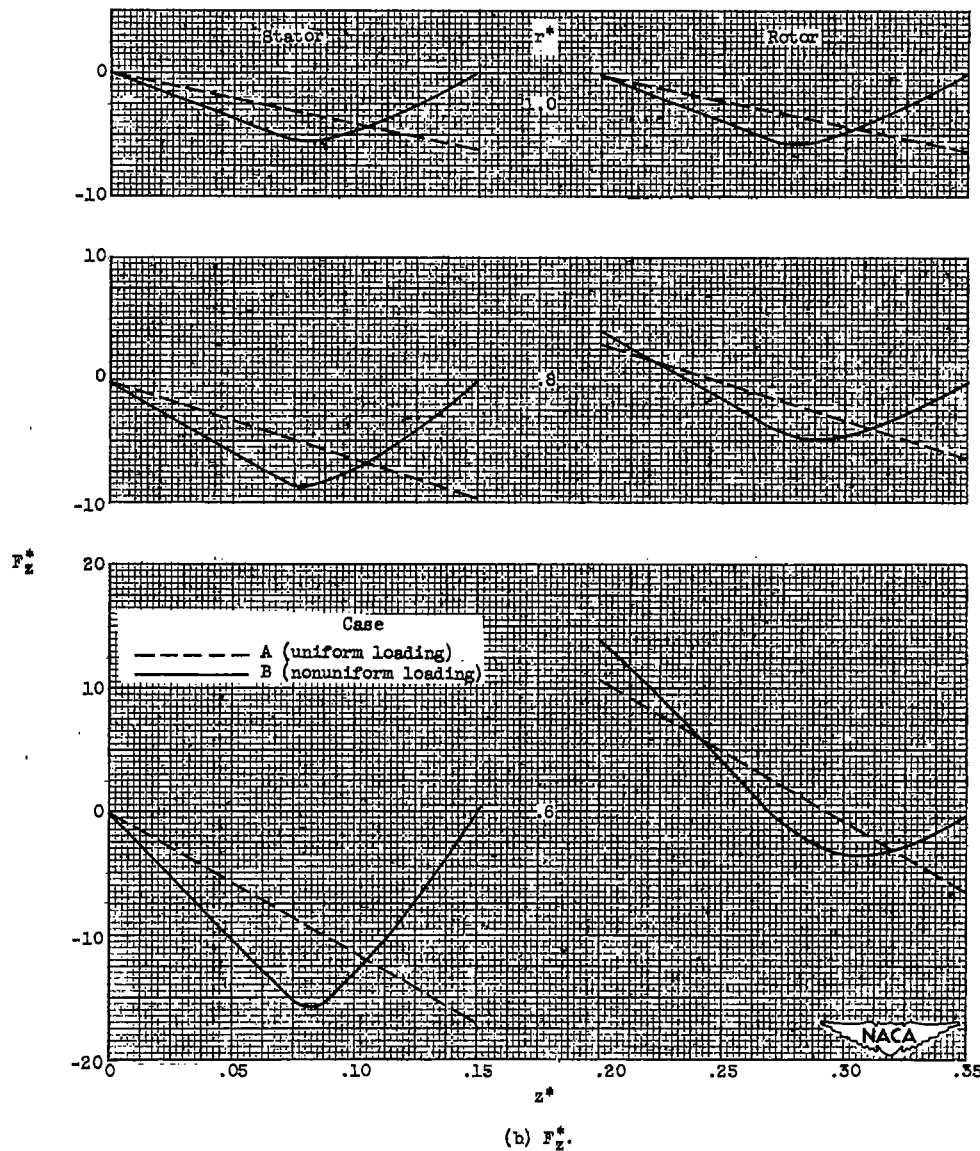 Stator r* Rotor
0
1.0
-10
10
0
.8
-10
F*z
20
Case
A (uniform loading)
B (nonuniform loading)
10
0
.6
-10
NACA
-20
0 .05 .10 .15 .20 .25 .30 .35
z*
(b) F*z.